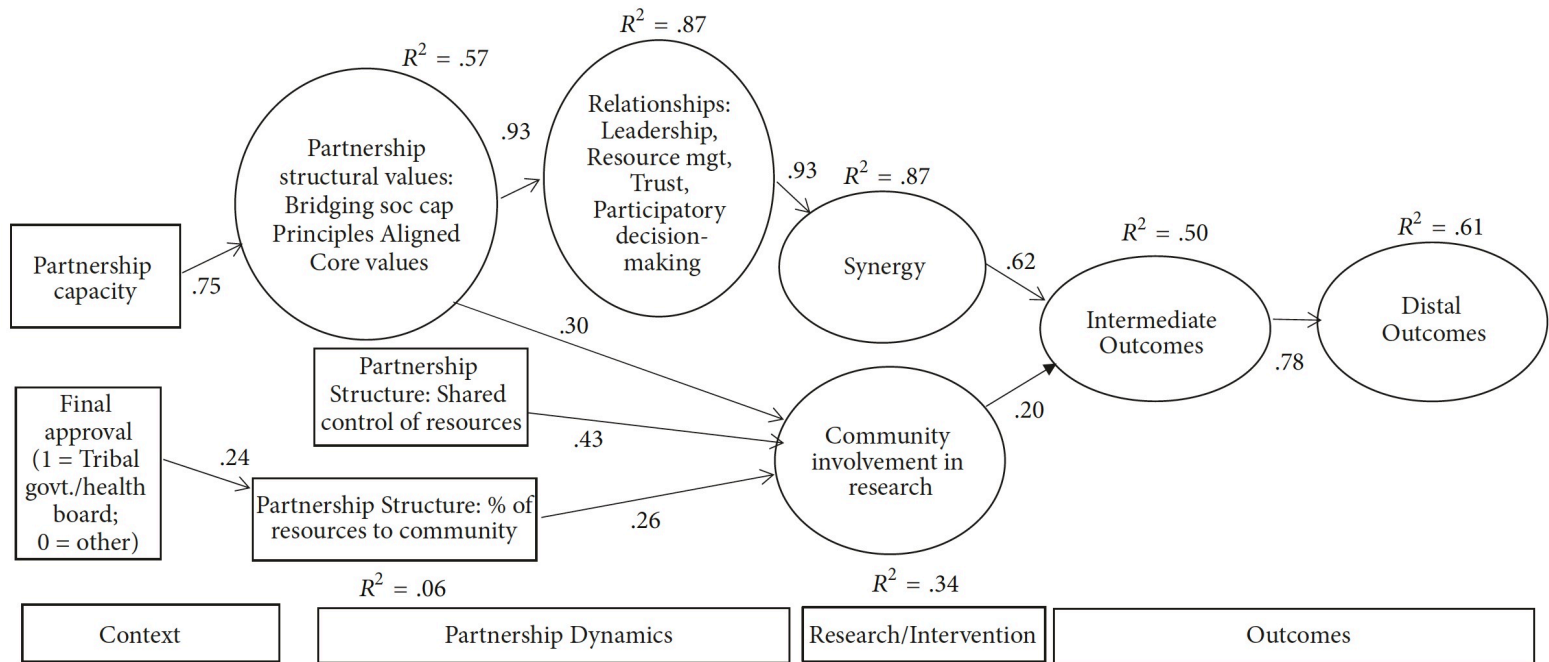 R² = .87
R² = .57
Relationships:
Leadership,
Resource mgt,
Trust,
Participatory
decision-
making
.93
Partnership
structural values:
Bridging soc cap
Principles Aligned
Core values
.93
R² = .87
Synergy
R² = .50
R² = .61
Partnership
capacity
.75
.62
Intermediate
Outcomes
Distal
Outcomes
.78
.30
Partnership
Structure: Shared
control of resources
.43
.20
Final
approval
(1 = Tribal
govt./health
board;
0 = other)
.24
Community
involvement in
research
Partnership Structure: % of
resources to community
.26
R² = .06
R² = .34
Context
Partnership Dynamics
Research/Intervention
Outcomes